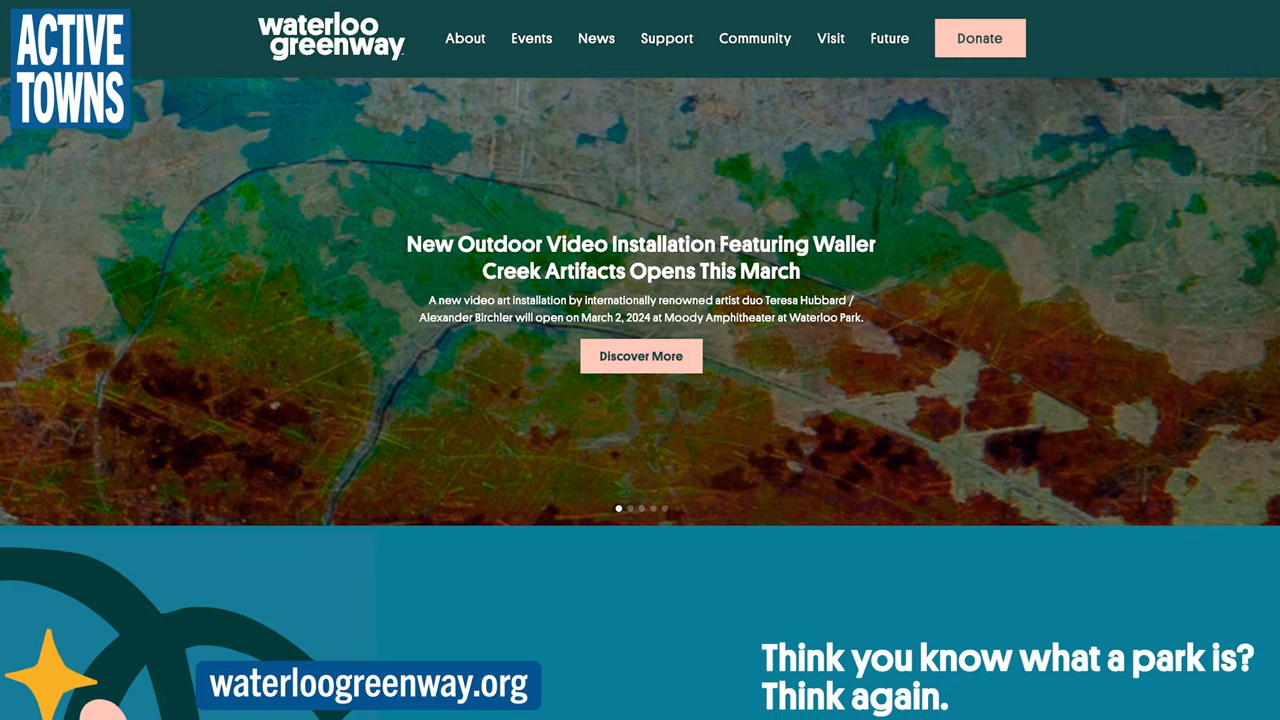 ACTIVE
TOWNS
waterloo
greenway
About Events News Support Community Visit Future Donate
New Outdoor Video Installation Featuring Waller
Creek Artifacts Opens This March
A new video art installation by internationally renowned artist duo Teresa Hubbard /
Alexander Birchler will open on March 2, 2024 at Moody Amphitheater at Waterloo Park.
Discover More
Think you know what a park is?
Think again.
waterloogreenway.org